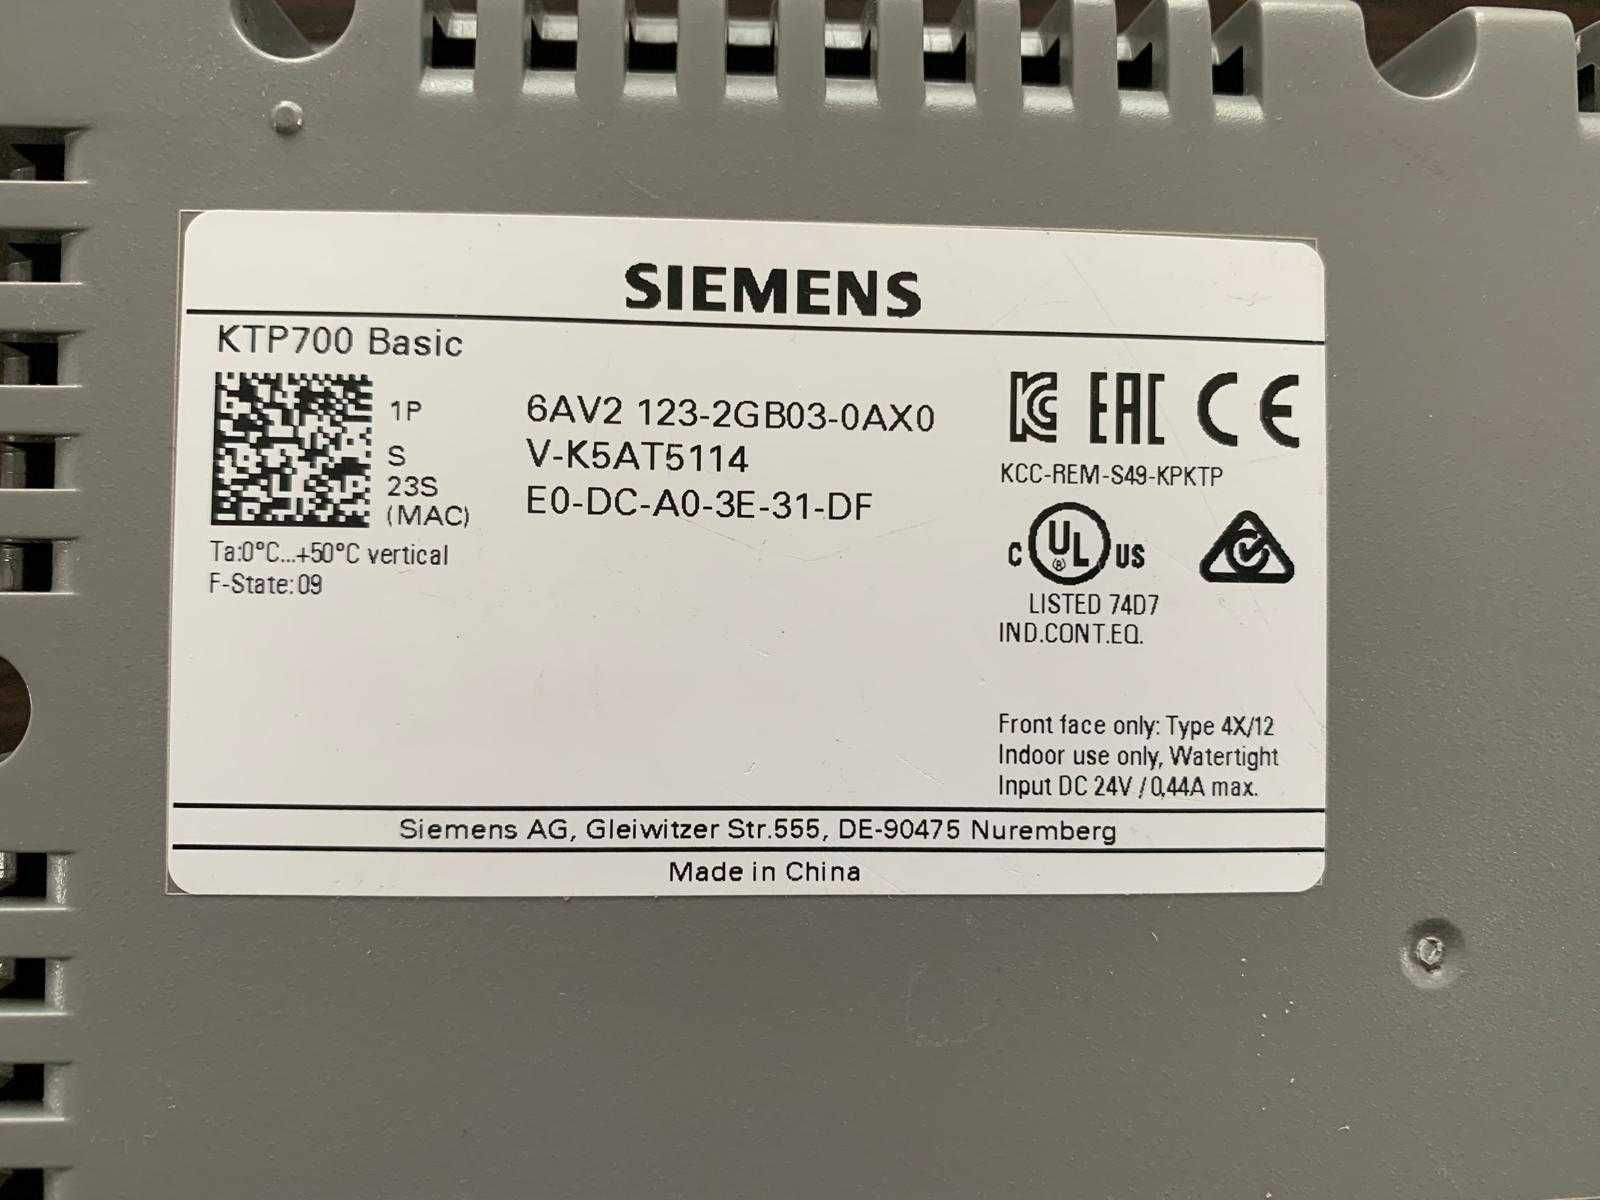 SIEMENS
KTP700 Basic
1P 6AV2 123-2GB03-0AX0
S V-K5AT5114
23S E0-DC-A0-3E-31-DF
(MAC)
Ta:0°C...+50°C vertical
F-State: 09
EAC CE
KCC-REM-S49-KPKTP
C UL ® US
LISTED 74D7
IND.CONT.EQ.
Front face only: Type 4X/12
Indoor use only, Watertight
Input DC 24V / 0,44A max.
Siemens AG, Gleiwitzer Str.555, DE-90475 Nuremberg
Made in China